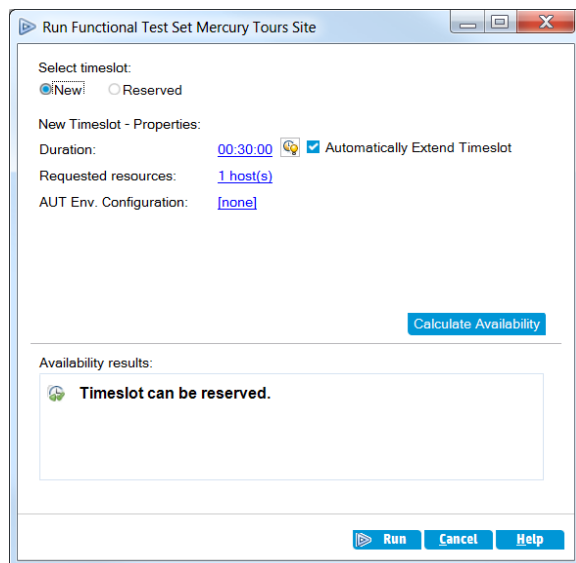 Run Functional Test Set Mercury Tours Site
Select timeslot:
New Reserved
New Timeslot - Properties:
Duration: 00:30:00 Automatically Extend Timeslot
Requested resources: 1 host(s)
AUT Env. Configuration: [none]
Calculate Availability
Availability results:
Timeslot can be reserved.
Run Cancel Help